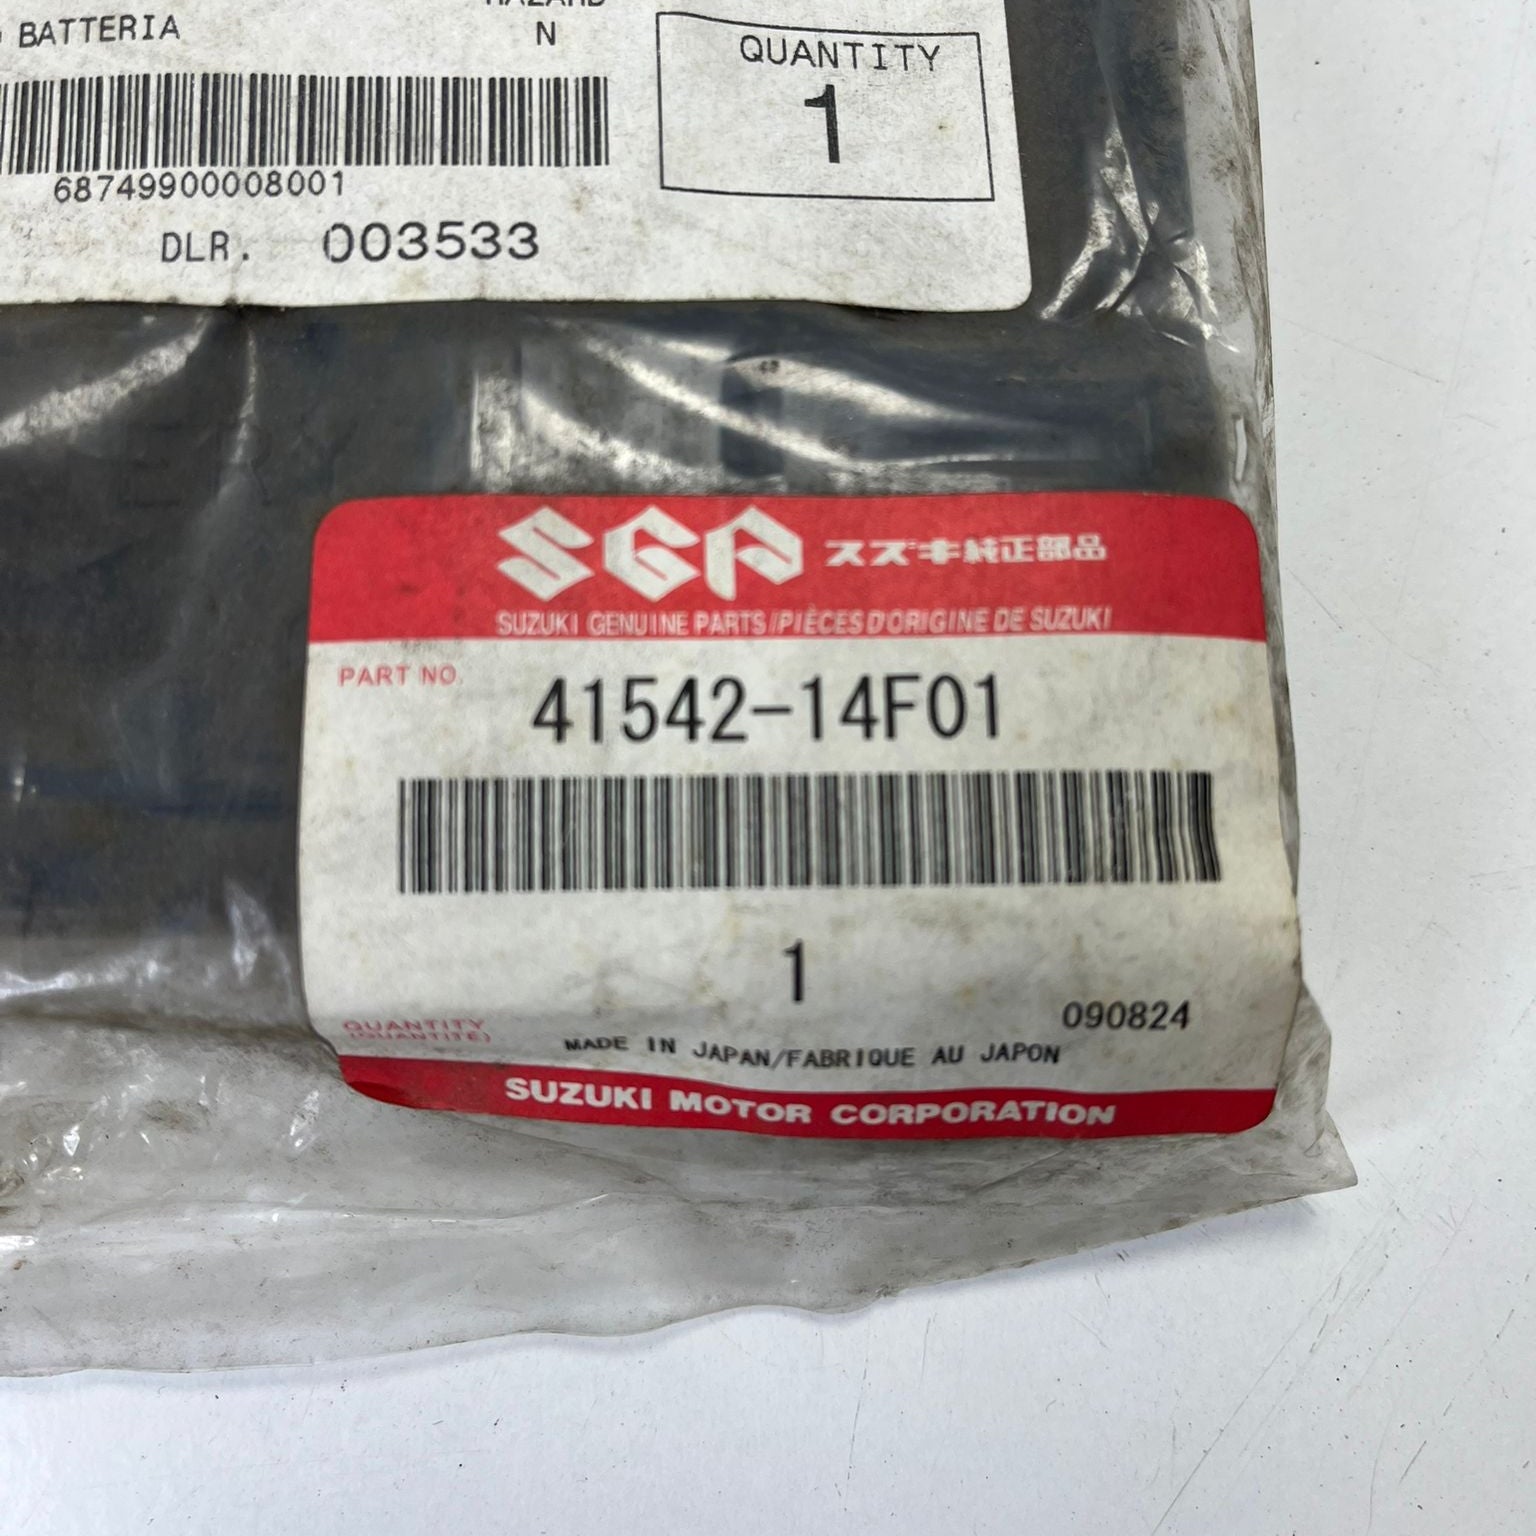 BATTERIA
N
QUANTITY
1
68749900008001
DLR. 003533
SGP スズキ純正部品
SUZUKI GENUINE PARTS/PIÈCES D'ORIGINE DE SUZUKI
PART NO. 41542-14F01
1
090824
QUANTITY
(QUANTITÉ)
MADE IN JAPAN/FABRIQUE AU JAPON
SUZUKI MOTOR CORPORATION